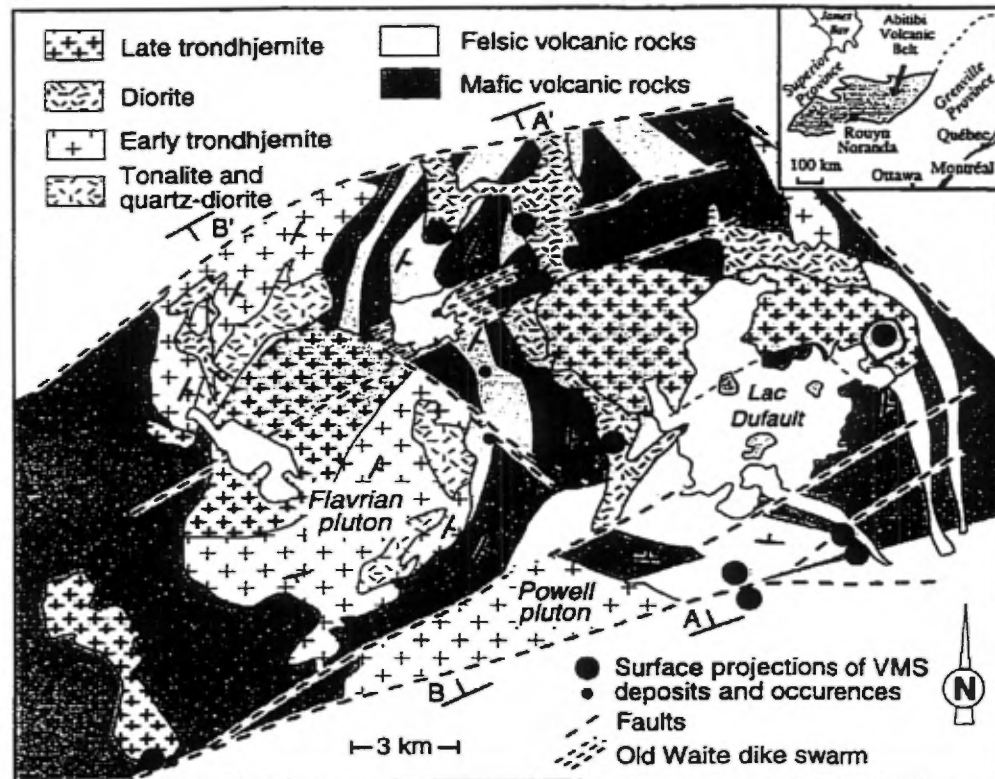 Late trondhjemite
Diorite
Early trondhjemite
Tonalite and
quartz-diorite
Felsic volcanic rocks
Mafic volcanic rocks
James
Bay
Abitibi
Volcanic
Belt
Superior
Province
Grenville
Province
Rouyn
Noranda
Québec
Montréal
Ottawa
100 km
A'
B'
Lac
Dufault
Flavrian
pluton
Powell
pluton
A
B
Surface projections of VMS
deposits and occurences
Faults
Old Waite dike swarm
3 km
N